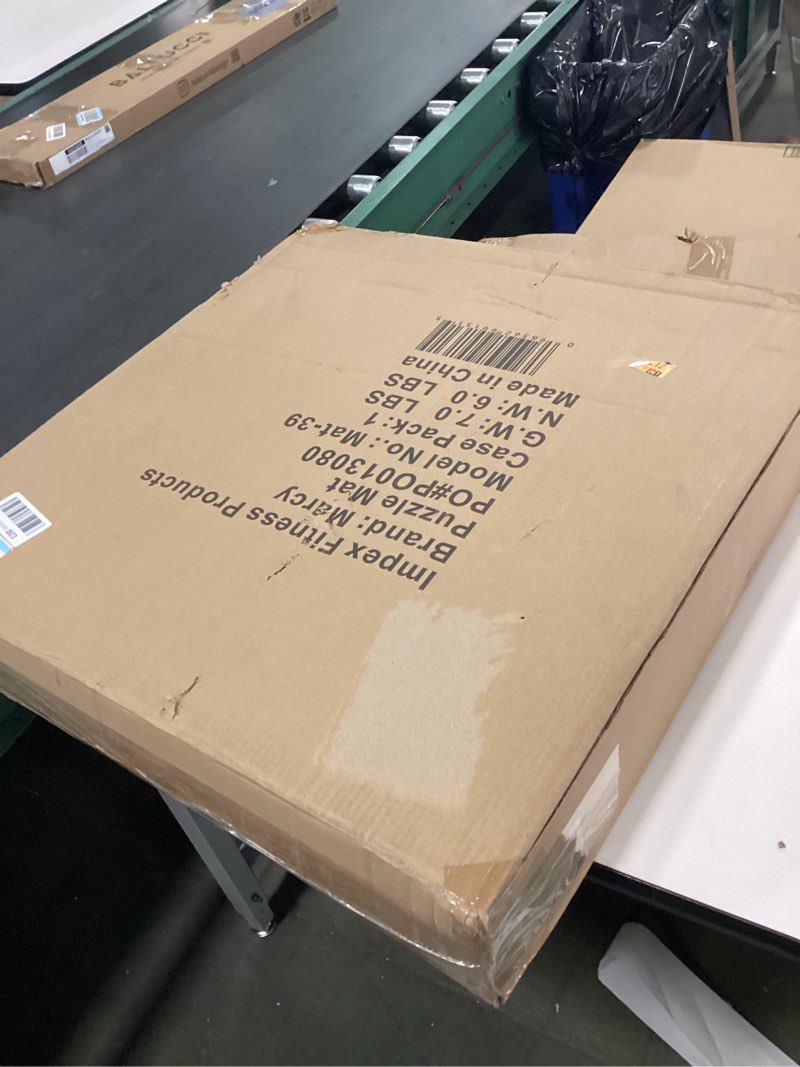 Impex Fitness Products
Brand: Marcy
Puzzle Mat
PO#PO013080
Model No.: Mat-39
Case Pack: 1
G.W: 7.0 LBS
N.W: 6.0 LBS
Made in China